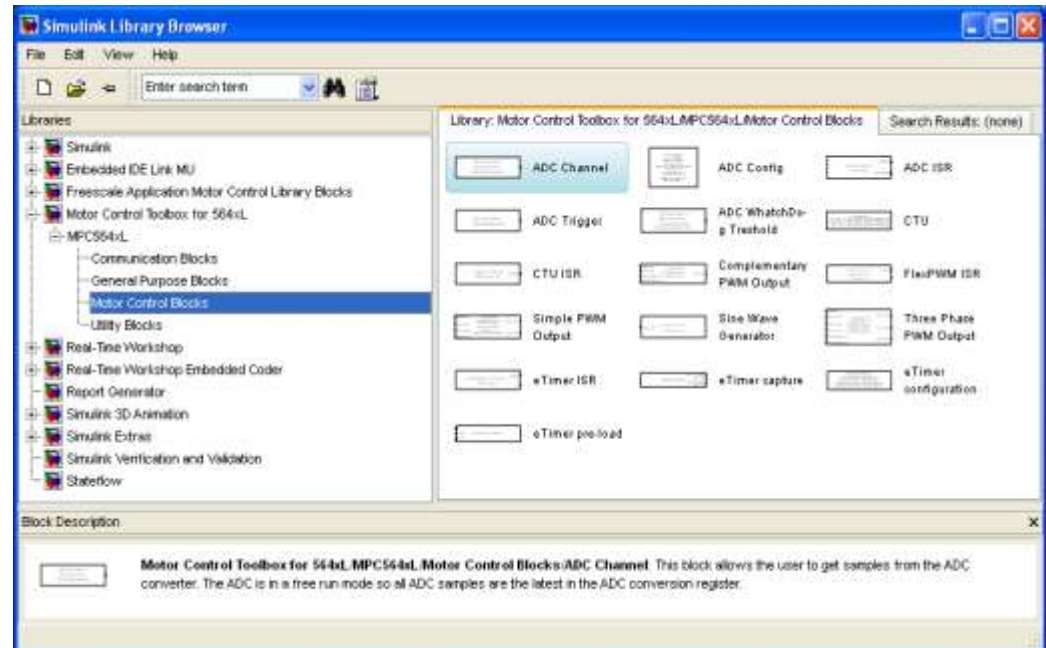 Simulink Library Browser
File Edit View Help
Enter search term
Libraries
Simulink
Embedded IDE Link MU
Freescale Application Motor Control Library Blocks
Motor Control Toolbox for 564xL
MPC564xL
Communication Blocks
General Purpose Blocks
Motor Control Blocks
Utility Blocks
Real-Time Workshop
Real-Time Workshop Embedded Coder
Report Generator
Simulink 3D Animation
Simulink Extras
Simulink Verification and Validation
Stateflow
Library: Motor Control Toolbox for 564xL/MPC564xL/Motor Control Blocks
Search Results: (none)
ADC Channel
ADC Config
ADC ISR
ADC Trigger
ADC WhatchDo-
g Treshold
CTU
CTU ISR
Complementary
PWM Output
FlexPWM ISR
Simple PWM
Output
Sine Wave
Generator
Three Phase
PWM Output
eTimer ISR
eTimer capture
eTimer
configuration
eTimer pre-load
Block Description
Motor Control Toolbox for 564xL/MPC564xL/Motor Control Blocks/ADC Channel: This block allows the user to get samples from the ADC
converter. The ADC is in a free run mode so all ADC samples are the latest in the ADC conversion register.